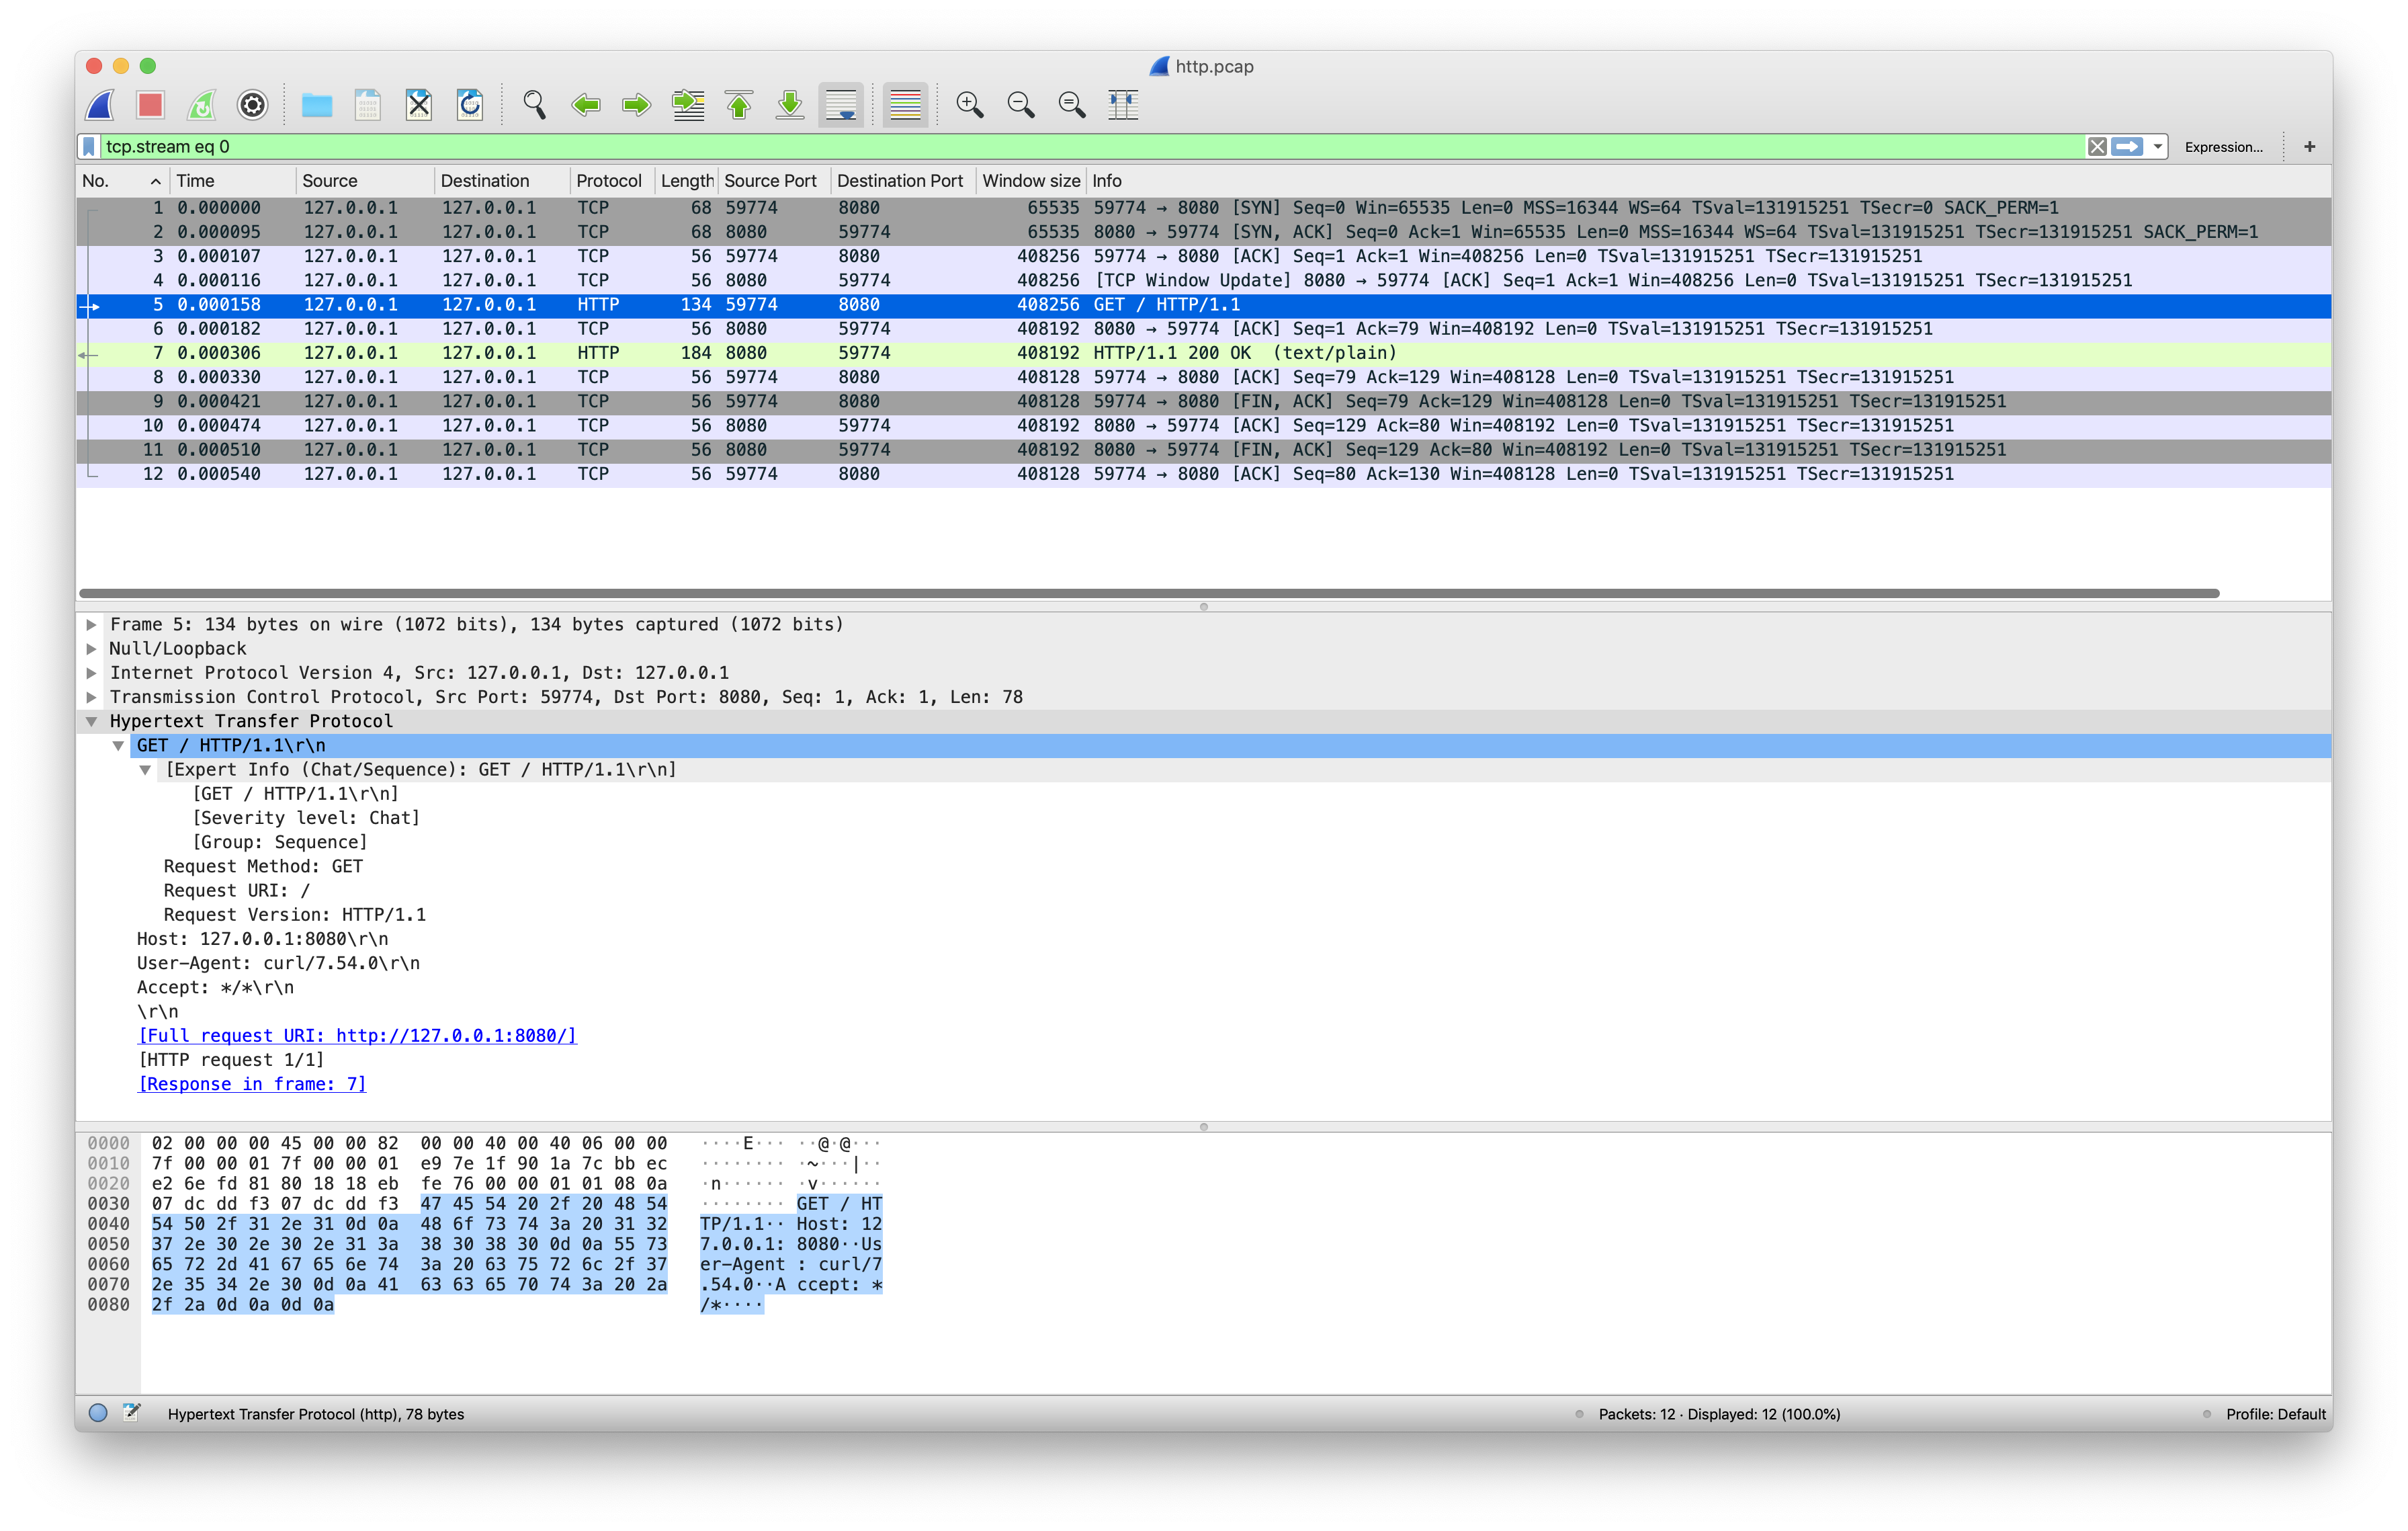 http.pcap
tcp.stream eq 0 Expression... +
No. Time Source Destination Protocol Length Source Port Destination Port Window size Info
1 0.000000 127.0.0.1 127.0.0.1 TCP 68 59774 8080 65535 59774 → 8080 [SYN] Seq=0 Win=65535 Len=0 MSS=16344 WS=64 TSval=131915251 TSecr=0 SACK_PERM=1
2 0.000095 127.0.0.1 127.0.0.1 TCP 68 8080 59774 65535 8080 → 59774 [SYN, ACK] Seq=0 Ack=1 Win=65535 Len=0 MSS=16344 WS=64 TSval=131915251 TSecr=131915251 SACK_PERM=1
3 0.000107 127.0.0.1 127.0.0.1 TCP 56 59774 8080 408256 59774 → 8080 [ACK] Seq=1 Ack=1 Win=408256 Len=0 TSval=131915251 TSecr=131915251
4 0.000116 127.0.0.1 127.0.0.1 TCP 56 8080 59774 408256 [TCP Window Update] 8080 → 59774 [ACK] Seq=1 Ack=1 Win=408256 Len=0 TSval=131915251 TSecr=131915251
5 0.000158 127.0.0.1 127.0.0.1 HTTP 134 59774 8080 408256 GET / HTTP/1.1
6 0.000182 127.0.0.1 127.0.0.1 TCP 56 8080 59774 408192 8080 → 59774 [ACK] Seq=1 Ack=79 Win=408192 Len=0 TSval=131915251 TSecr=131915251
7 0.000306 127.0.0.1 127.0.0.1 HTTP 184 8080 59774 408192 HTTP/1.1 200 OK (text/plain)
8 0.000330 127.0.0.1 127.0.0.1 TCP 56 59774 8080 408128 59774 → 8080 [ACK] Seq=79 Ack=129 Win=408128 Len=0 TSval=131915251 TSecr=131915251
9 0.000421 127.0.0.1 127.0.0.1 TCP 56 59774 8080 408128 59774 → 8080 [FIN, ACK] Seq=79 Ack=129 Win=408128 Len=0 TSval=131915251 TSecr=131915251
10 0.000474 127.0.0.1 127.0.0.1 TCP 56 8080 59774 408192 8080 → 59774 [ACK] Seq=129 Ack=80 Win=408192 Len=0 TSval=131915251 TSecr=131915251
11 0.000510 127.0.0.1 127.0.0.1 TCP 56 8080 59774 408192 8080 → 59774 [FIN, ACK] Seq=129 Ack=80 Win=408192 Len=0 TSval=131915251 TSecr=131915251
12 0.000540 127.0.0.1 127.0.0.1 TCP 56 59774 8080 408128 59774 → 8080 [ACK] Seq=80 Ack=130 Win=408128 Len=0 TSval=131915251 TSecr=131915251
Frame 5: 134 bytes on wire (1072 bits), 134 bytes captured (1072 bits)
Null/Loopback
Internet Protocol Version 4, Src: 127.0.0.1, Dst: 127.0.0.1
Transmission Control Protocol, Src Port: 59774, Dst Port: 8080, Seq: 1, Ack: 1, Len: 78
Hypertext Transfer Protocol
GET / HTTP/1.1\r\n
[Expert Info (Chat/Sequence): GET / HTTP/1.1\r\n]
[GET / HTTP/1.1\r\n]
[Severity level: Chat]
[Group: Sequence]
Request Method: GET
Request URI: /
Request Version: HTTP/1.1
Host: 127.0.0.1:8080\r\n
User-Agent: curl/7.54.0\r\n
Accept: */*\r\n
\r\n
[Full request URI: http://127.0.0.1:8080/]
[HTTP request 1/1]
[Response in frame: 7]
0000 02 00 00 00 45 00 00 82 00 00 40 00 40 06 00 00 ····E··· ··@·@···
0010 7f 00 00 01 7f 00 00 01 e9 7e 1f 90 1a 7c bb ec ········ ·~···|··
0020 e2 6e fd 81 80 18 18 eb fe 76 00 00 01 01 08 0a ·n······ ·v······
0030 07 dc dd f3 07 dc dd f3 47 45 54 20 2f 20 48 54 ········ GET / HT
0040 54 50 2f 31 2e 31 0d 0a 48 6f 73 74 3a 20 31 32 TP/1.1·· Host: 12
0050 37 2e 30 2e 30 2e 31 3a 38 30 38 30 0d 0a 55 73 7.0.0.1: 8080··Us
0060 65 72 2d 41 67 65 6e 74 3a 20 63 75 72 6c 2f 37 er-Agent : curl/7
0070 2e 35 34 2e 30 0d 0a 41 63 63 65 70 74 3a 20 2a .54.0··A ccept: *
0080 2f 2a 0d 0a 0d 0a /*····
Hypertext Transfer Protocol (http), 78 bytes Packets: 12 · Displayed: 12 (100.0%) Profile: Default